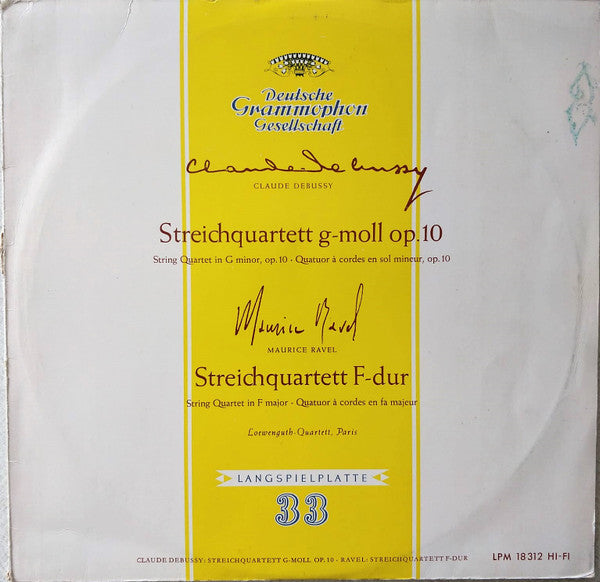 Deutsche
Grammophon
Gesellschaft
Claude Debussy
CLAUDE DEBUSSY
Streichquartett g-moll op.10
String Quartet in G minor, op. 10 · Quatuor à cordes en sol mineur, op. 10
Maurice Ravel
MAURICE RAVEL
Streichquartett F-dur
String Quartet in F major · Quatuor à cordes en fa majeur
Loewenguth-Quartett, Paris
LANGSPIELPLATTE
33
CLAUDE DEBUSSY: STREICHQUARTETT G-MOLL OP. 10 · RAVEL: STREICHQUARTETT F-DUR
LPM 18312 HI-FI